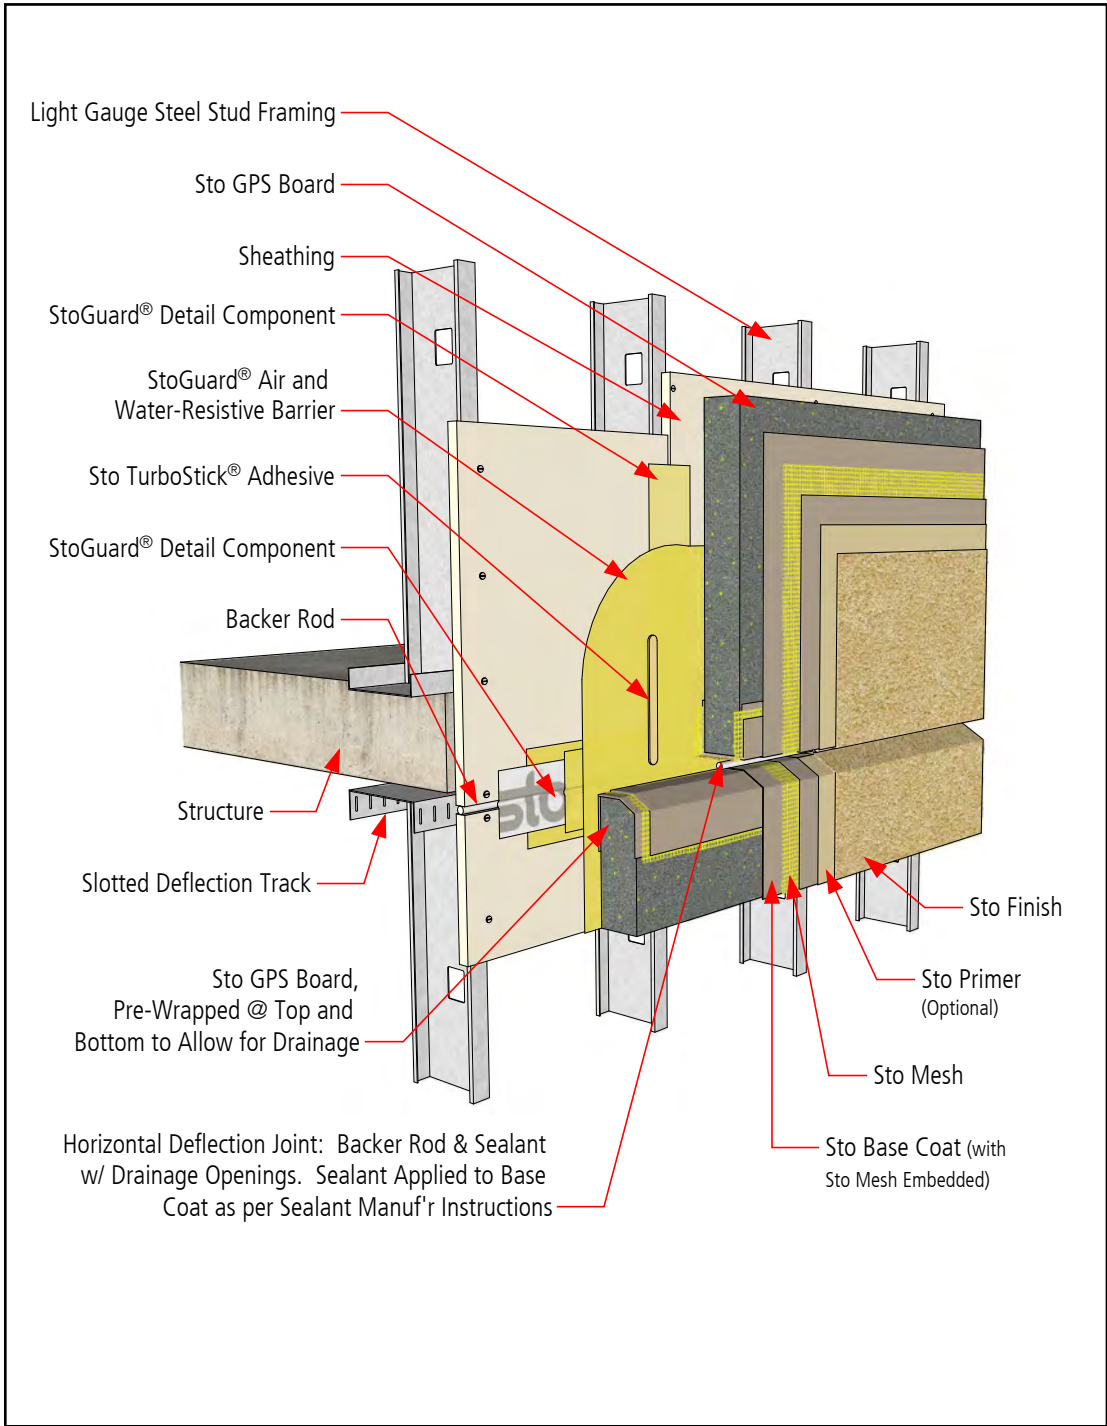 Light Gauge Steel Stud Framing
Sto GPS Board
Sheathing
StoGuard® Detail Component
StoGuard® Air and
Water-Resistive Barrier
Sto TurboStick® Adhesive
StoGuard® Detail Component
Backer Rod
Structure
Slotted Deflection Track
Sto GPS Board,
Pre-Wrapped @ Top and
Bottom to Allow for Drainage
Horizontal Deflection Joint: Backer Rod & Sealant
w/ Drainage Openings. Sealant Applied to Base
Coat as per Sealant Manuf'r Instructions
sto
Sto Finish
Sto Primer
(Optional)
Sto Mesh
Sto Base Coat (with
Sto Mesh Embedded)